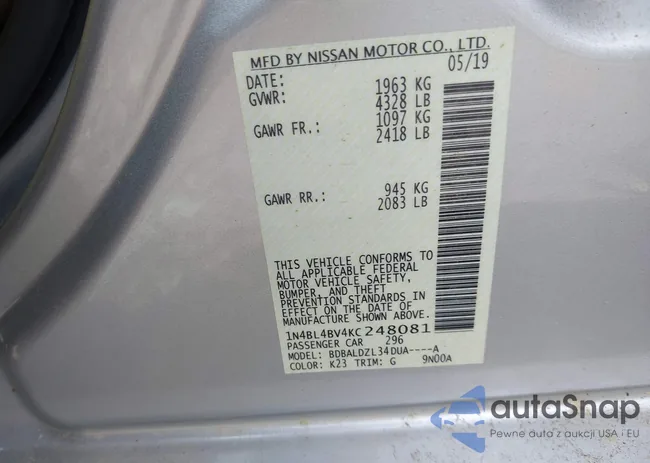 MFD BY NISSAN MOTOR CO., LTD.
DATE: 05/19
GVWR: 1963 KG
4328 LB
GAWR FR.: 1097 KG
2418 LB
GAWR RR.: 945 KG
2083 LB
THIS VEHICLE CONFORMS TO
ALL APPLICABLE FEDERAL
MOTOR VEHICLE SAFETY,
BUMPER, AND THEFT
PREVENTION STANDARDS IN
EFFECT ON THE DATE OF
MANUFACTURE SHOWN ABOVE.
1N4BL4BV4KC248081
PASSENGER CAR 296
MODEL: BDBALDZL34DUA----A
COLOR: K23 TRIM: G 9N00A
autaSnap
Pewne auta z aukcji USA i EU